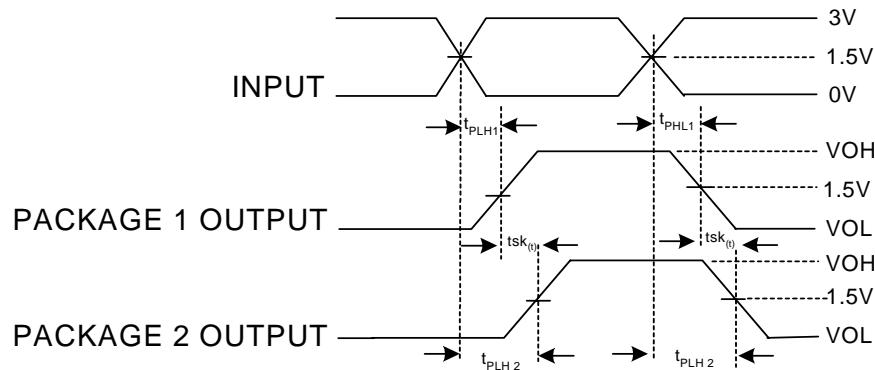 3V
1.5V
INPUT
0V
tPLH1
tPHL1
VOH
1.5V
PACKAGE 1 OUTPUT
VOL
tsk(t)
tsk(t)
VOH
1.5V
PACKAGE 2 OUTPUT
VOL
tPLH 2
tPLH 2